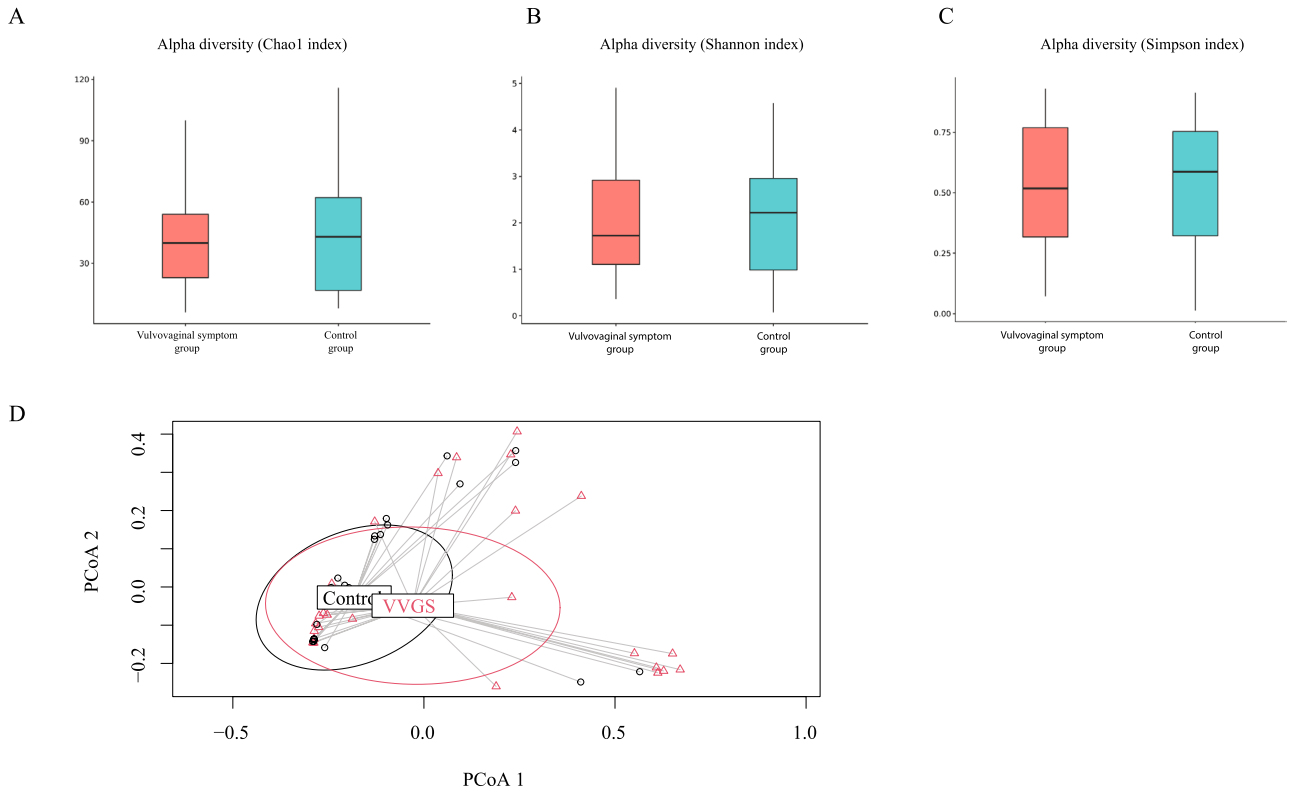 A
B
C
Alpha diversity (Chao1 index)
Alpha diversity (Shannon index)
Alpha diversity (Simpson index)
120
90
60
30
Vulvovaginal symptom
group
Control
group
5
4
3
2
1
0
Vulvovaginal symptom
group
Control
group
0.75
0.50
0.25
0.00
Vulvovaginal symptom
group
Control
group
D
PCoA 2
0.4
0.2
0.0
−0.2
Control
VVGS
−0.5
0.0
0.5
1.0
PCoA 1